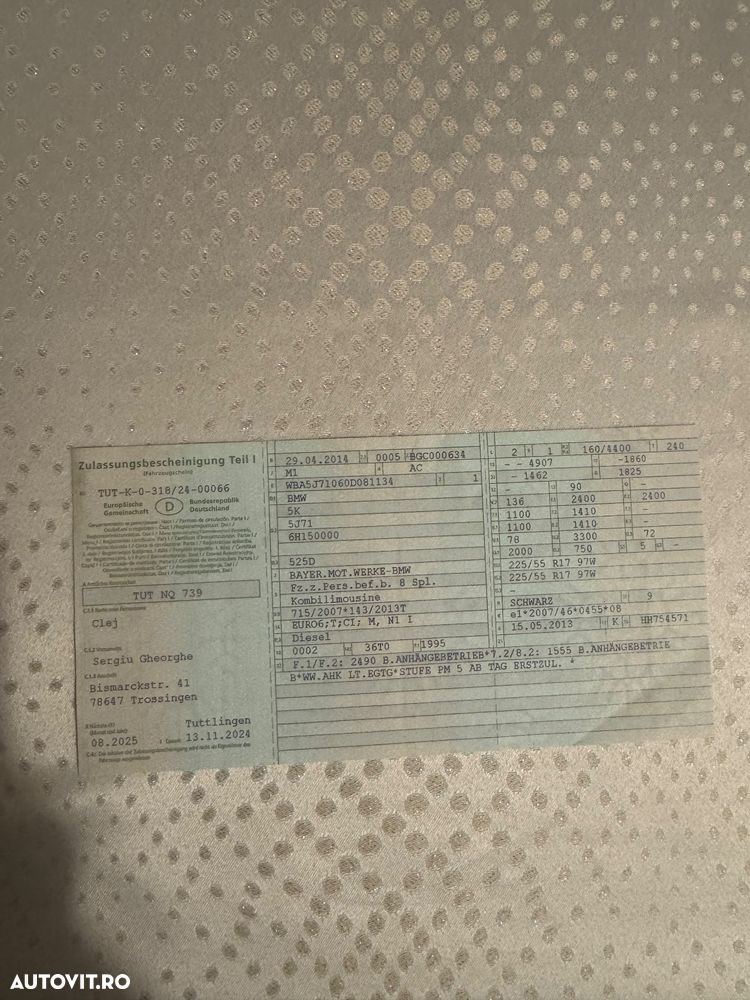 Zulassungsbescheinigung Teil I
(Fahrzeugschein)
TUT-K-0-318/24-00066
Europäische Gemeinschaft
D
Bundesrepublik Deutschland
TUT NQ 739
Clej
Sergiu Gheorghe
Bismarckstr. 41
78647 Trossingen
Tuttlingen
08.2025
13.11.2024
29.04.2014 0005 BGC000634
M1 AC
WBA5J71060D081134 1
BMW
5K
5J71
6H150000
525D
BAYER.MOT.WERKE-BMW
Fz.z.Pers.bef.b. 8 Spl.
Kombilimousine
715/2007*143/2013T
EURO6;T;CI; M, N1 I
Diesel
0002 36T0 1995
F.1/F.2: 2490 B.ANHÄNGEBETRIEB*7.2/8.2: 1555 B.ANHÄNGEBETRIE
B*WW.AHK LT.EGTG*STUFE PM 5 AB TAG ERSTZUL. *
2 1 160/4400 240
- - 4907 -1860
- 1462 1825
- 90 -
136 2400 2400
1100 1410
1100 1410
78 3300 72
2000 750 5 -
225/55 R17 97W
225/55 R17 97W
-
SCHWARZ 9
e1*2007/46*0455*08
15.05.2013 K HH754571
AUTOVIT.RO